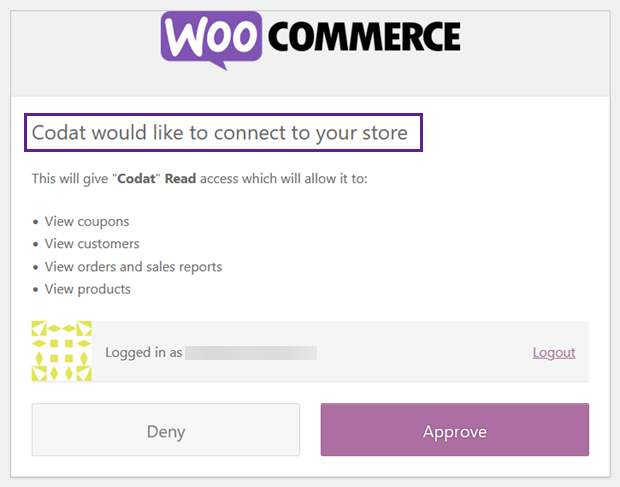 WOO COMMERCE
Codat would like to connect to your store
This will give "Codat" Read access which will allow it to:
• View coupons
• View customers
• View orders and sales reports
• View products
Logged in as
Logout
Deny
Approve